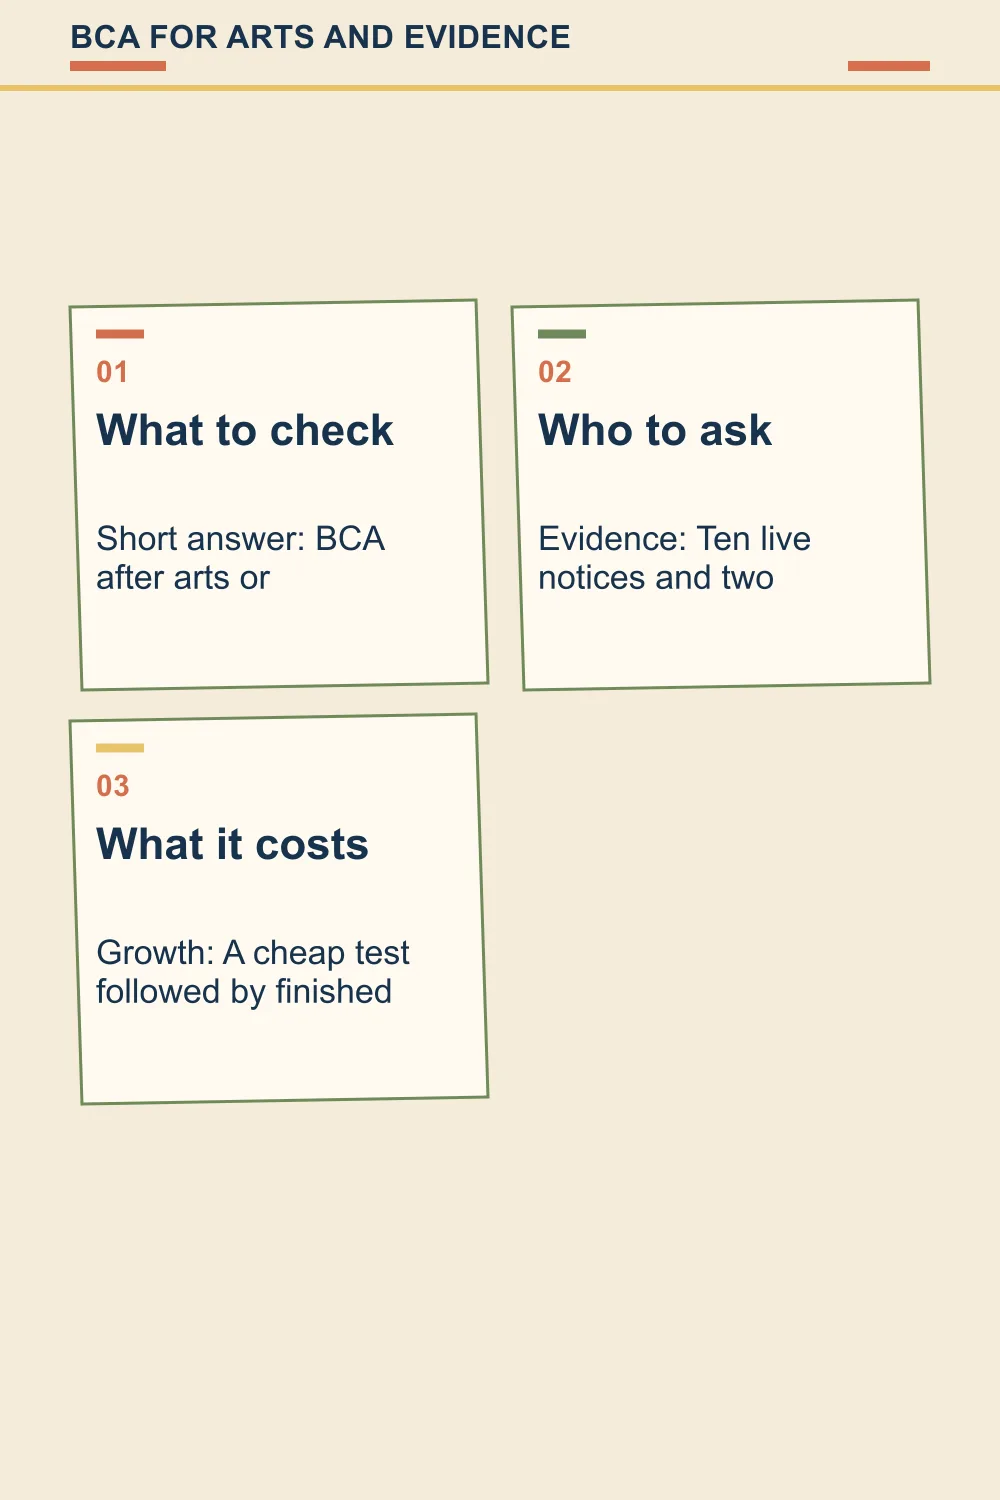 BCA FOR ARTS AND EVIDENCE
01
What to check
Short answer: BCA
after arts or
02
Who to ask
Evidence: Ten live
notices and two
03
What it costs
Growth: A cheap test
followed by finished